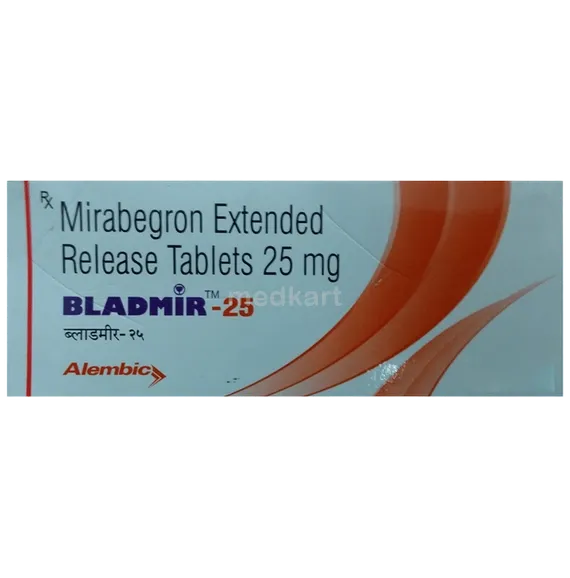 Rx
Mirabegron Extended
Release Tablets 25 mg
BLADMIR™-25
medkart
ब्लाडमीर-२५
Alembic